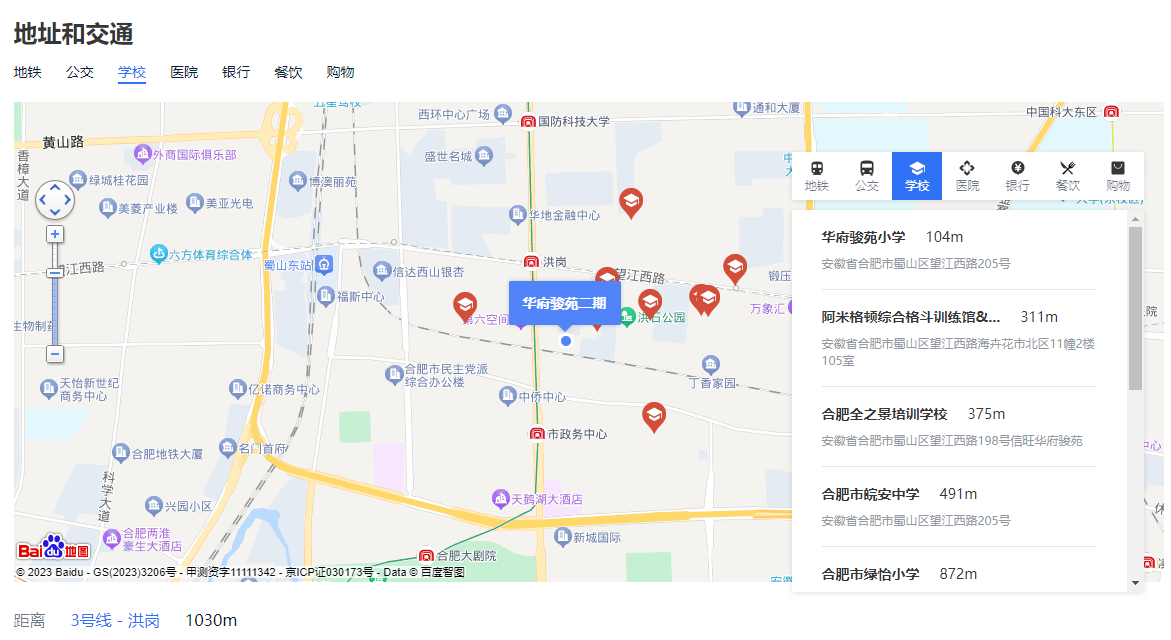 地址和交通
地铁 公交 学校 医院 银行 餐饮 购物
西环中心广场
国防科技大学
通和大厦
中国科大东区
黄山路
香樟大道
外商国际俱乐部
盛世名城
绿城桂花园
博澳丽苑
美菱产业楼
美亚光电
华地金融中心
地铁 公交 学校 医院 银行 餐饮 购物
六方体育综合体
江西路
蜀山东站
信达西山银杏
洪岗
望江西路
锻压
福斯中心
第六空间
华府骏苑二期
洪石公园
万象汇
生物制药
天怡新世纪
商务中心
亿诺商务中心
合肥市民主党派
综合办公楼
中侨中心
丁香家园
市政务中心
合肥地铁大厦
名门首府
科学大道
兴园小区
天鹅湖大酒店
合肥两淮
豪生大酒店
新城国际
合肥大剧院
Baidu地图
© 2023 Baidu - GS(2023)3206号 - 甲测资字11111342 - 京ICP证030173号 - Data © 百度智图
华府骏苑小学 104m
安徽省合肥市蜀山区望江西路205号
阿米格顿综合格斗训练馆&... 311m
安徽省合肥市蜀山区望江西路海卉花市北区11幢2楼
105室
合肥全之景培训学校 375m
安徽省合肥市蜀山区望江西路198号信旺华府骏苑
合肥市皖安中学 491m
安徽省合肥市蜀山区望江西路205号
合肥市绿怡小学 872m
距离 3号线 - 洪岗 1030m